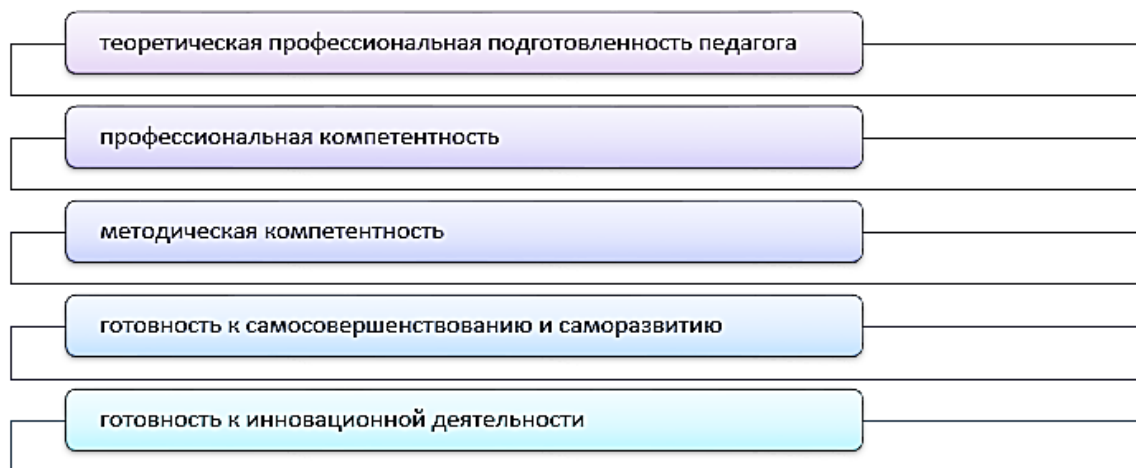 теоретическая профессиональная подготовленность педагога
профессиональная компетентность
методическая компетентность
готовность к самосовершенствованию и саморазвитию
готовность к инновационной деятельности